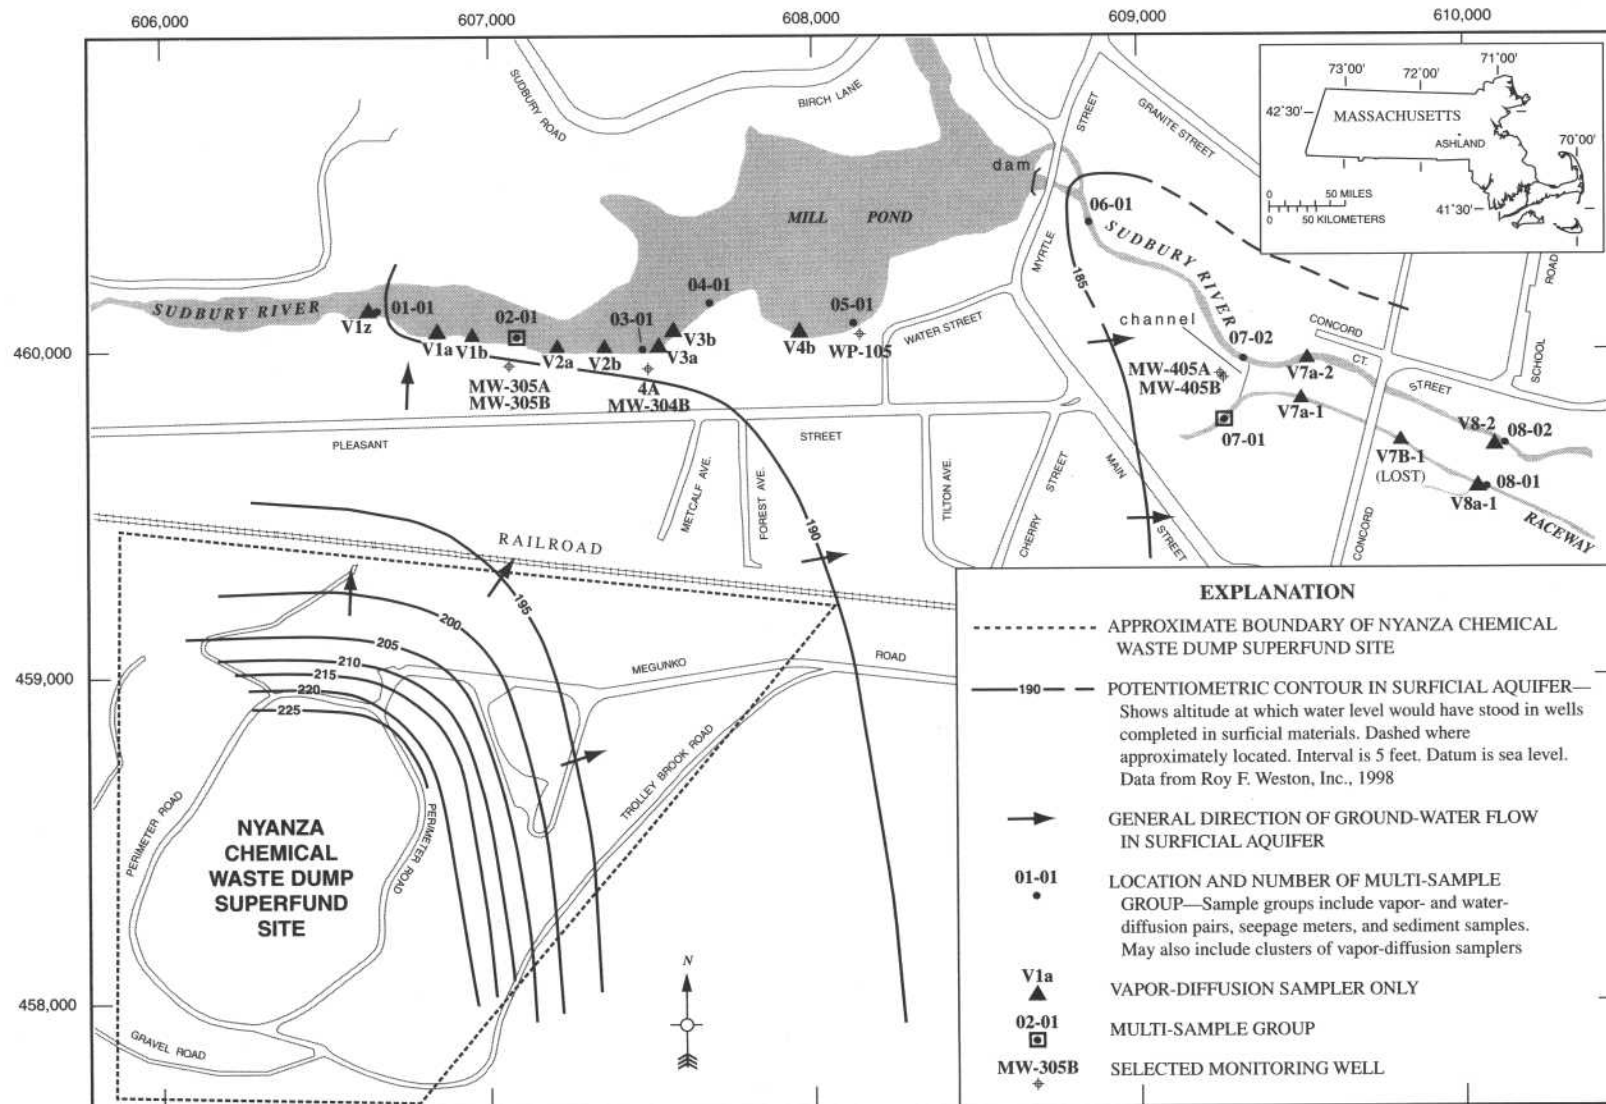 606,000
607,000
608,000
609,000
610,000
460,000
459,000
458,000
SUDBURY ROAD
BIRCH LANE
STREET
GRANITE STREET
73°00'
72°00'
71°00'
42°30'
MASSACHUSETTS
ASHLAND
70°00'
0 50 MILES
0 50 KILOMETERS
41°30'
dam
MILL POND
06-01
SUDBURY RIVER
MYRTLE
185
ROAD
SUDBURY RIVER
01-01
V1z
V1a
V1b
02-01
V2a
V2b
03-01
04-01
V3b
V3a
V4b
05-01
WP-105
WATER STREET
channel
07-02
CONCORD
CT.
STREET
SCHOOL
MW-305A
MW-305B
4A
MW-304B
MW-405A
MW-405B
V7a-2
V7a-1
07-01
V8-2
08-02
V7B-1
(LOST)
08-01
V8a-1
RACEWAY
PLEASANT
STREET
METCALF AVE.
FOREST AVE.
TILTON AVE.
CHERRY
STREET
MAIN
STREET
CONCORD
190
RAILROAD
195
200
205
210
215
220
225
MEGUNKO
ROAD
TROLLEY BROOK ROAD
PERIMETER ROAD
PERIMETER ROAD
NYANZA
CHEMICAL
WASTE DUMP
SUPERFUND
SITE
GRAVEL ROAD
N
EXPLANATION
APPROXIMATE BOUNDARY OF NYANZA CHEMICAL
WASTE DUMP SUPERFUND SITE
190
POTENTIOMETRIC CONTOUR IN SURFICIAL AQUIFER—
Shows altitude at which water level would have stood in wells
completed in surficial materials. Dashed where
approximately located. Interval is 5 feet. Datum is sea level.
Data from Roy F. Weston, Inc., 1998
GENERAL DIRECTION OF GROUND-WATER FLOW
IN SURFICIAL AQUIFER
01-01
LOCATION AND NUMBER OF MULTI-SAMPLE
GROUP—Sample groups include vapor- and water-
diffusion pairs, seepage meters, and sediment samples.
May also include clusters of vapor-diffusion samplers
V1a
VAPOR-DIFFUSION SAMPLER ONLY
02-01
MULTI-SAMPLE GROUP
MW-305B
SELECTED MONITORING WELL